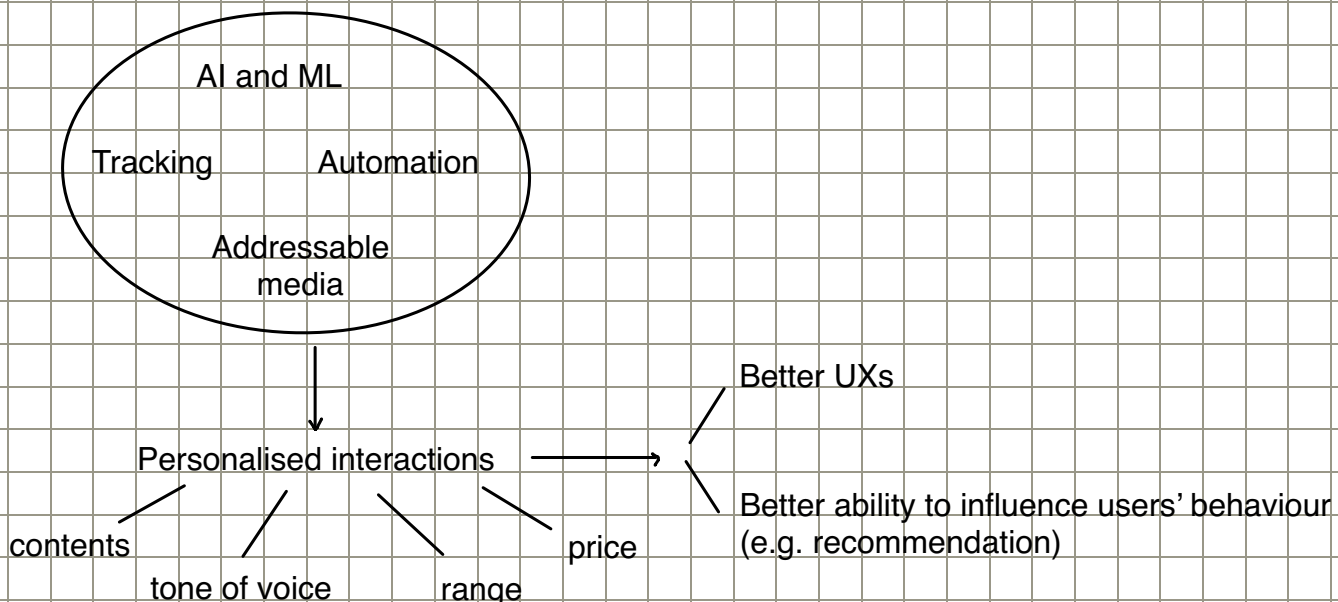 AI and ML
Tracking
Automation
Addressable
media
Better UXs
Personalised interactions
Better ability to influence users’ behaviour
(e.g. recommendation)
contents
price
tone of voice
range